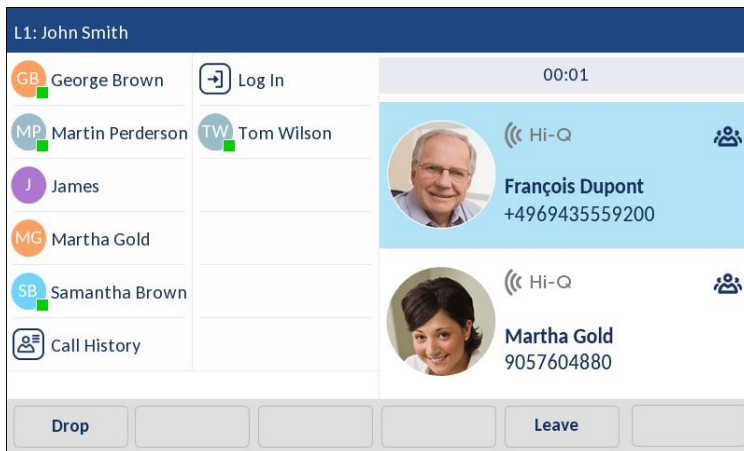 L1: John Smith
GB George Brown
MP Martin Perderson
J James
MG Martha Gold
SB Samantha Brown
Call History
Log In
TW Tom Wilson
00:01
Hi-Q
François Dupont
+4969435559200
Hi-Q
Martha Gold
9057604880
Drop
Leave